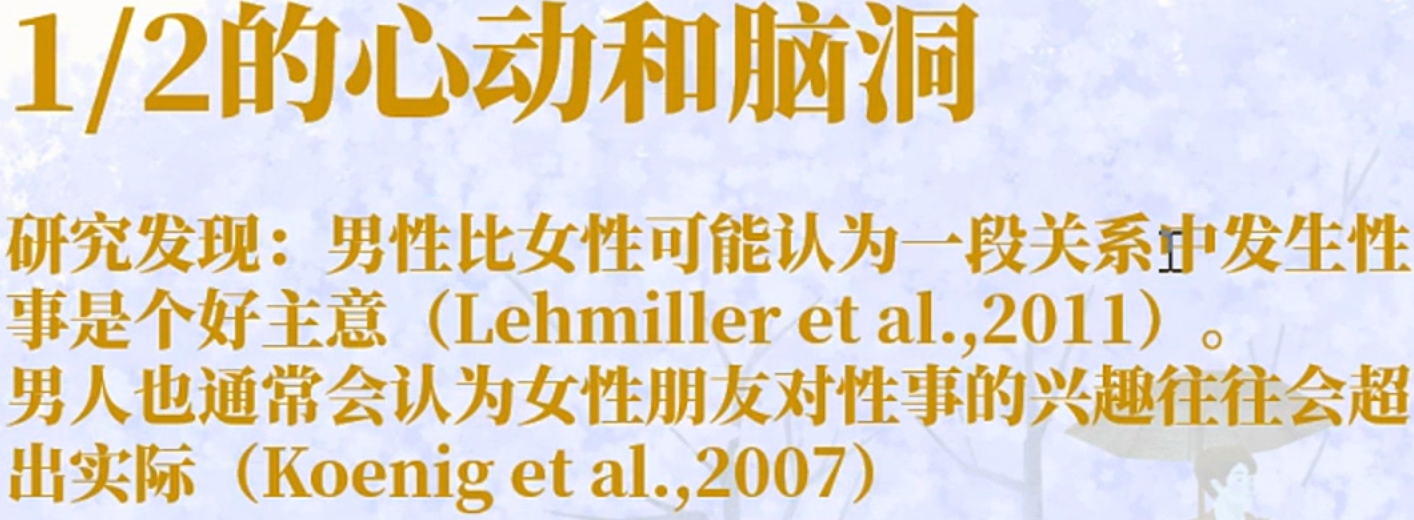 1/2的心动和脑洞
研究发现：男性比女性可能认为一段关系中发生性
事是个好主意（Lehmiller et al.,2011）。
男人也通常会认为女性朋友对性事的兴趣往往会超
出实际（Koenig et al.,2007）